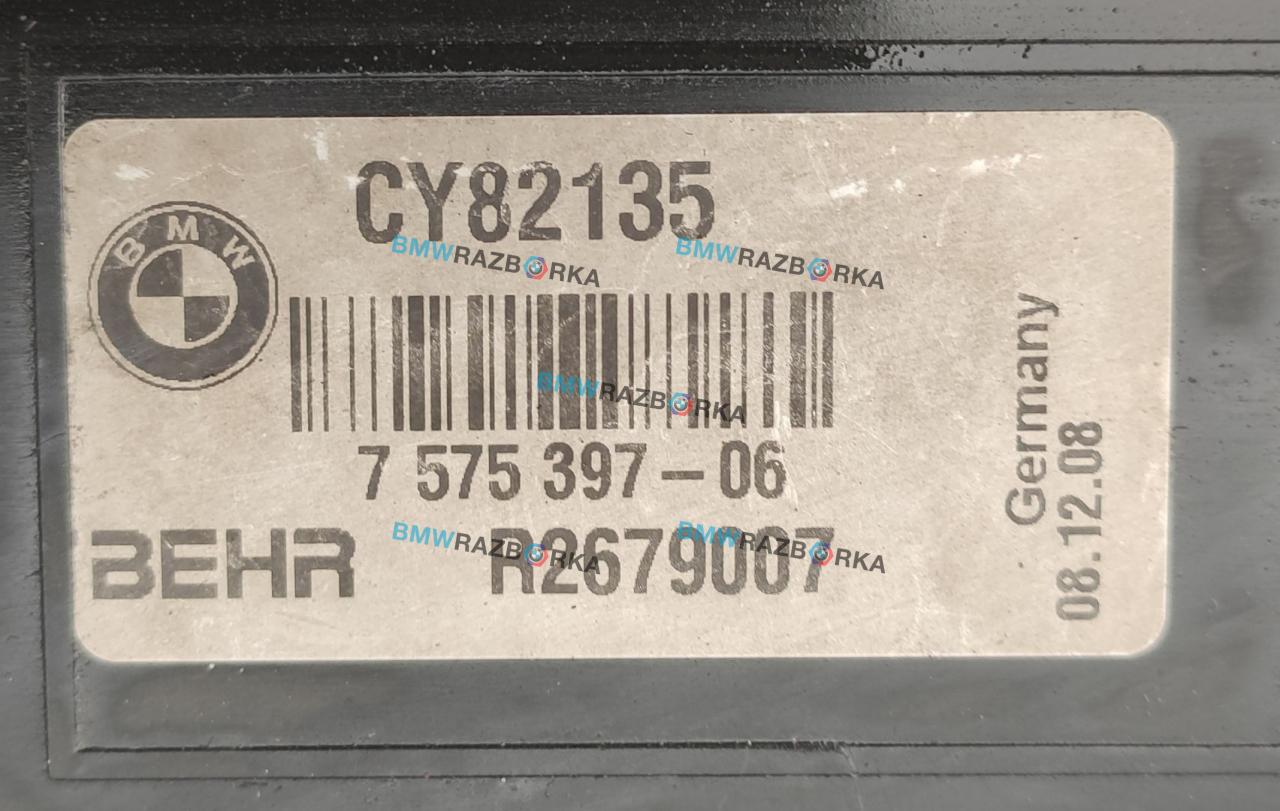 CY82135
BMW
BMWRAZBORKA
BMWRAZBORKA
BMWRAZBORKA
7 575 397-06
BEHR R2679007
BMWRAZBORKA
BMWRAZBORKA
Germany
08.12.08